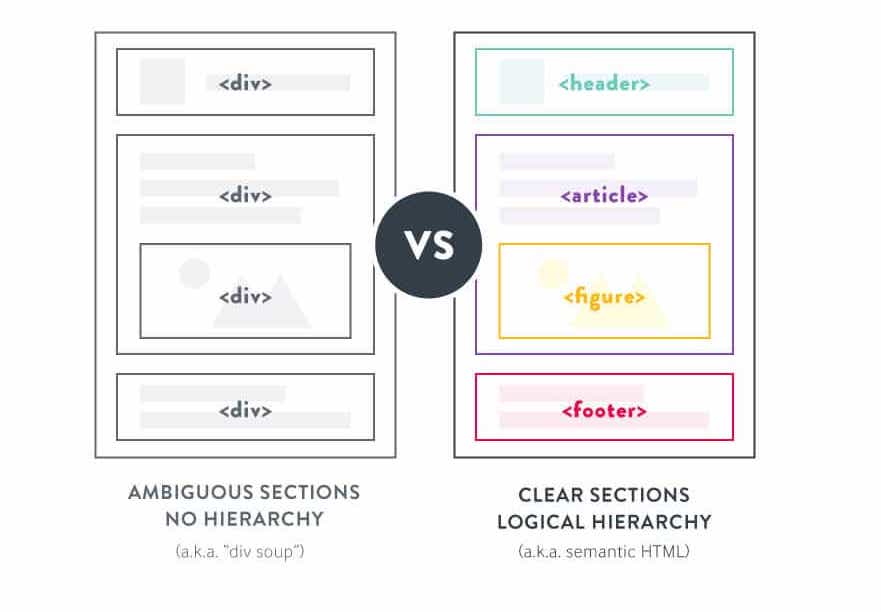 <div>
<div>
<div>
<div>
AMBIGUOUS SECTIONS
NO HIERARCHY
(a.k.a. "div soup")
VS
<header>
<article>
<figure>
<footer>
CLEAR SECTIONS
LOGICAL HIERARCHY
(a.k.a. semantic HTML)